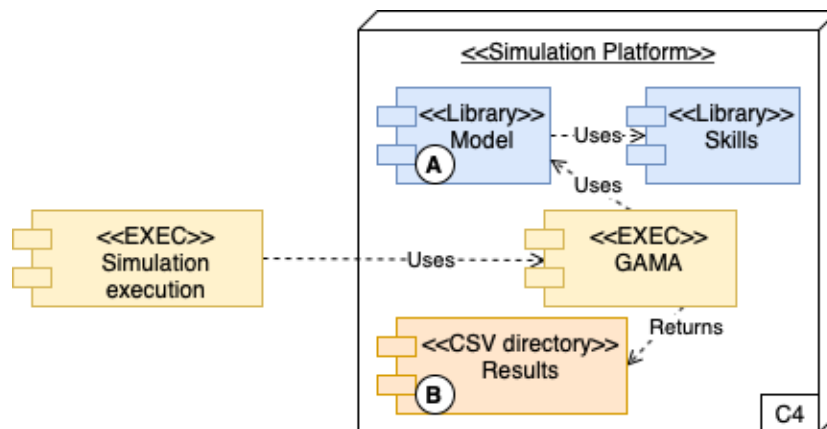 <<Simulation Platform>>
<<Library>>
Model
A
Uses
<<Library>>
Skills
Uses
<<EXEC>>
Simulation
execution
Uses
<<EXEC>>
GAMA
Returns
<<CSV directory>>
Results
B
C4